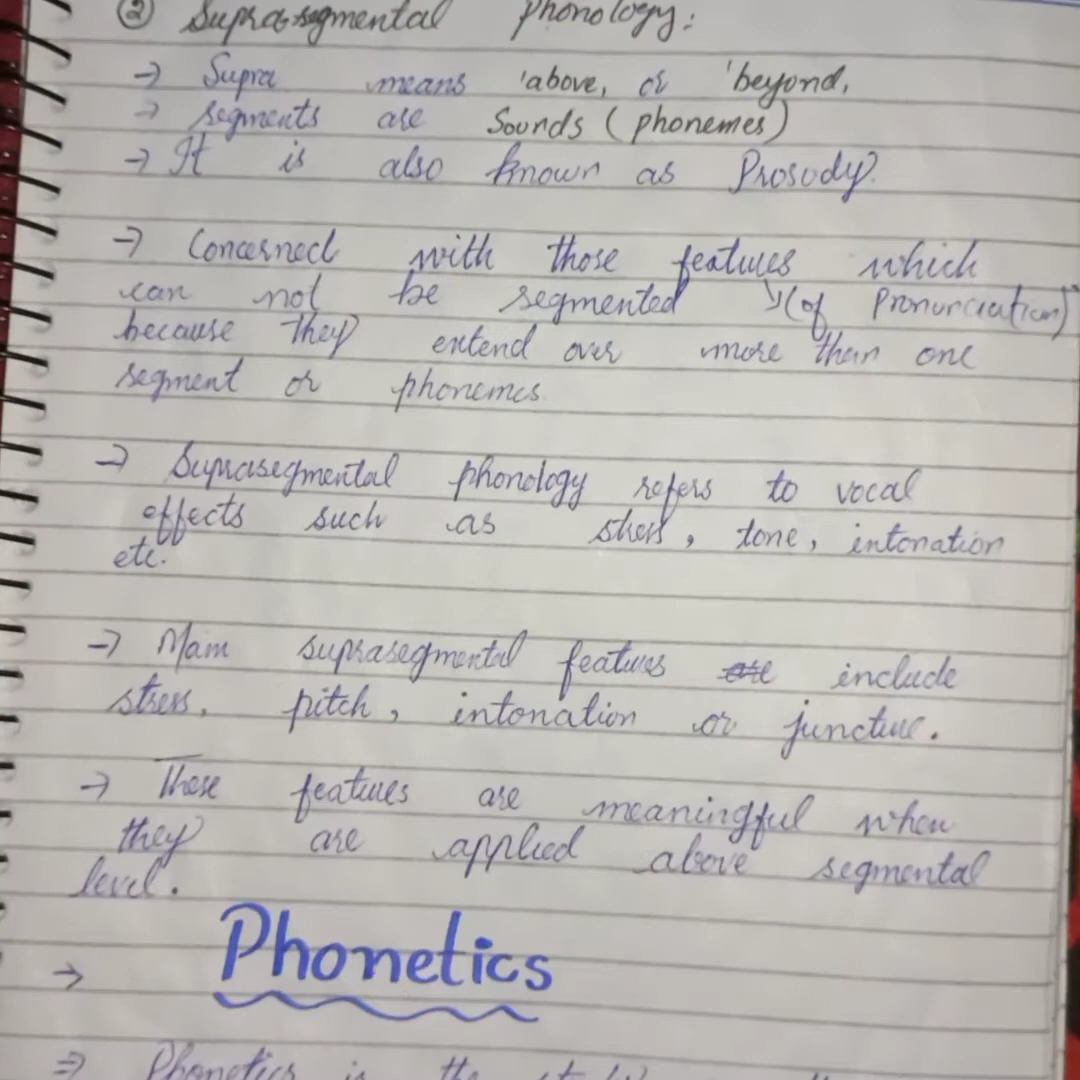 ② Suprasegmental Phonology:
→ Supra means 'above, or 'beyond,
→ segments are sounds (phonemes)
→ It is also known as Prosody.
→ Concerned with those features which
can not be segmented ↘(of Pronunciation)
because they extend over more than one
segment or phonemes.
→ Suprasegmental phonology refers to vocal
effects such as stress, tone, intonation
etc.
→ Main suprasegmental features are include
stress, pitch, intonation or juncture.
→ These features are meaningful when
they are applied above segmental
level.
→ Phonetics
⇒ Phonetics is the